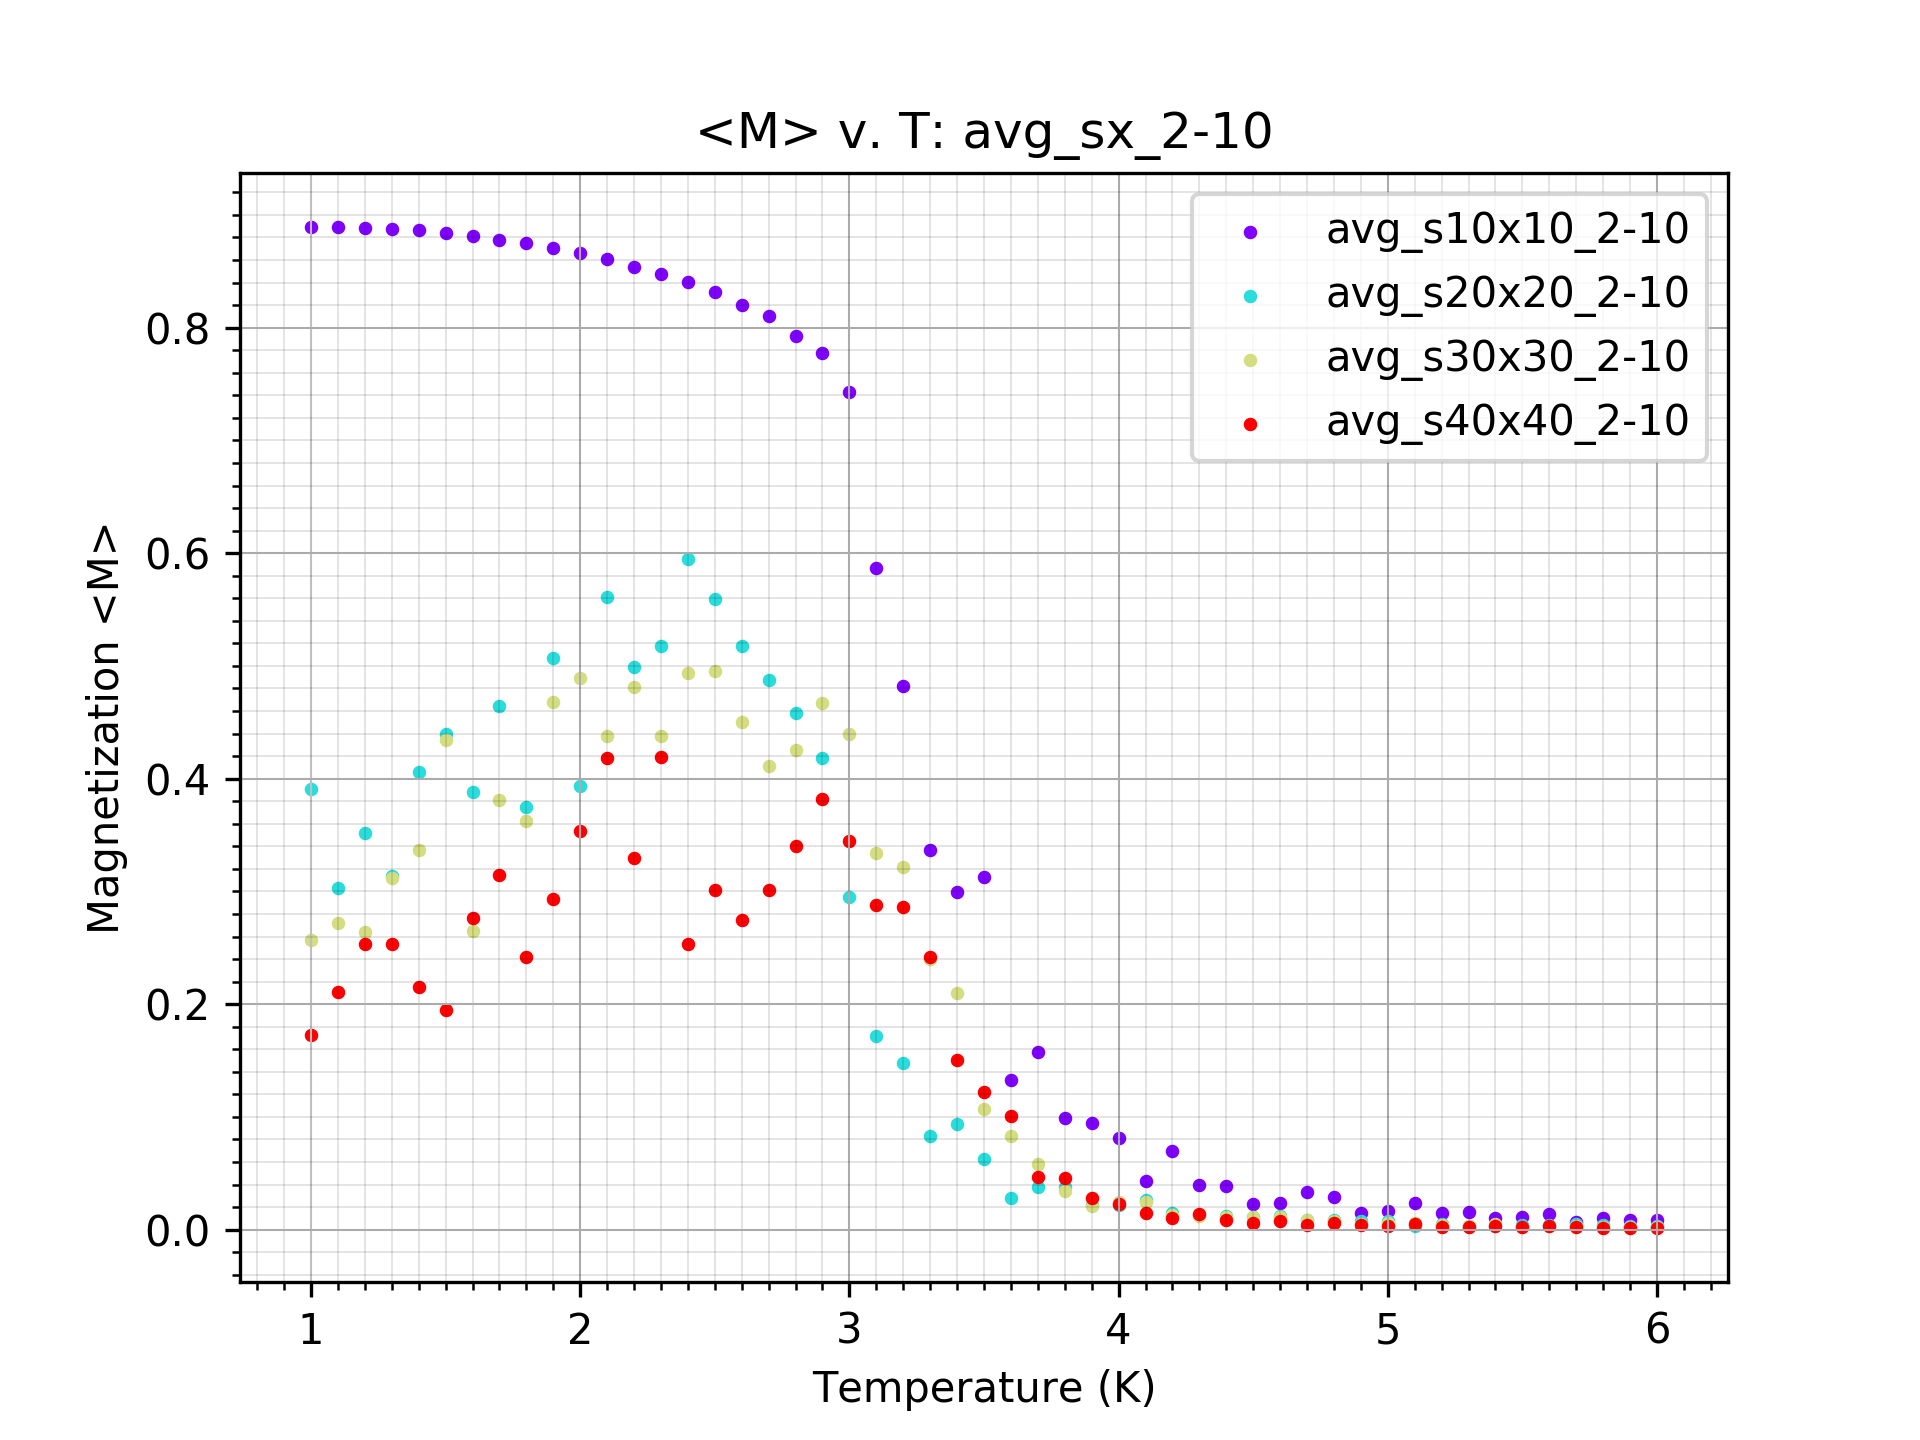 <M> v. T: avg_sx_2-10
avg_s10x10_2-10
avg_s20x20_2-10
avg_s30x30_2-10
avg_s40x40_2-10
Magnetization <M>
0.8
0.6
0.4
0.2
0.0
1 2 3 4 5 6
Temperature (K)